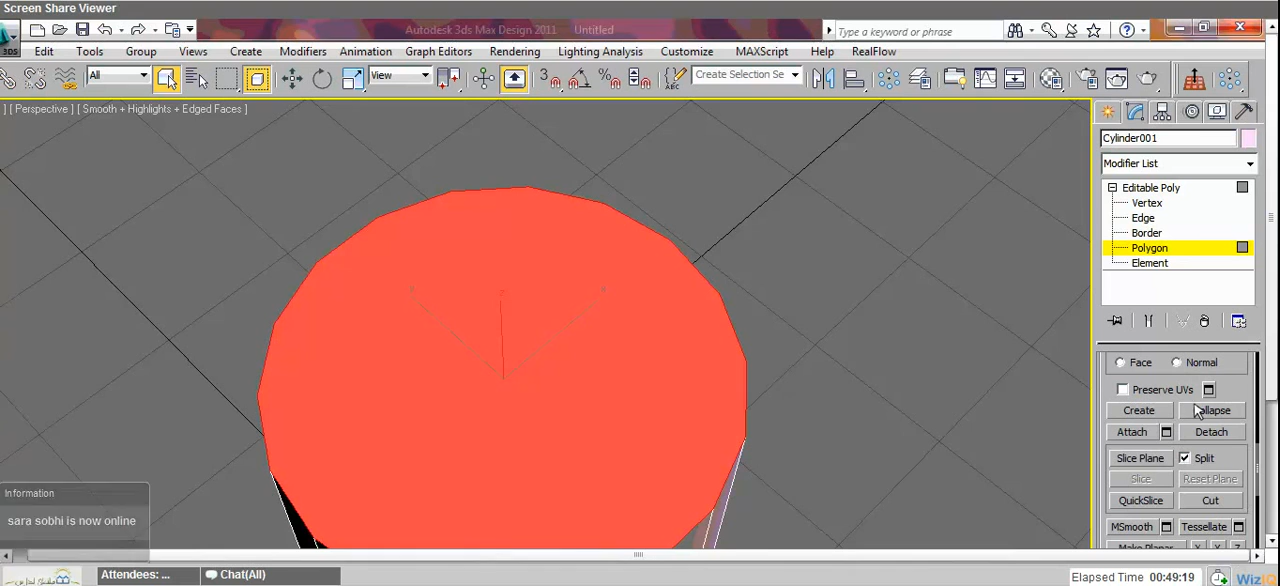 Screen Share Viewer
Autodesk 3ds Max Design 2011 Untitled
Type a keyword or phrase
3DS Edit Tools Group Views Create Modifiers Animation Graph Editors Rendering Lighting Analysis Customize MAXScript Help RealFlow
All View 3 % ABC Create Selection Se
] [ Perspective ] [ Smooth + Highlights + Edged Faces ]
Cylinder001
Modifier List
Editable Poly
Vertex
Edge
Border
Polygon
Element
Face Normal
Preserve UVs
Create
Attach Detach
Slice Plane Split
Slice Reset Plane
QuickSlice Cut
MSmooth Tessellate
Information
sara sobhi is now online
Attendees: ... Chat(All) Elapsed Time 00:49:19